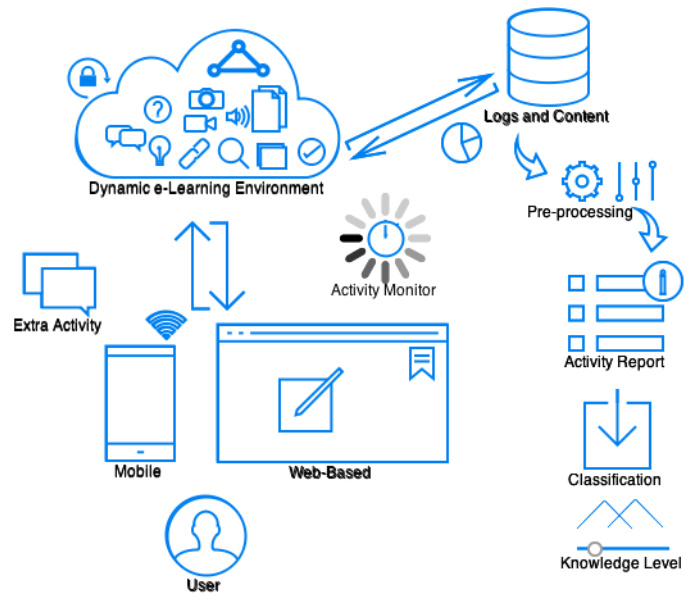 Logs and Content
Dynamic e-Learning Environment
Pre-processing
Activity Monitor
Extra Activity
Activity Report
Mobile
Web-Based
Classification
Knowledge Level
User